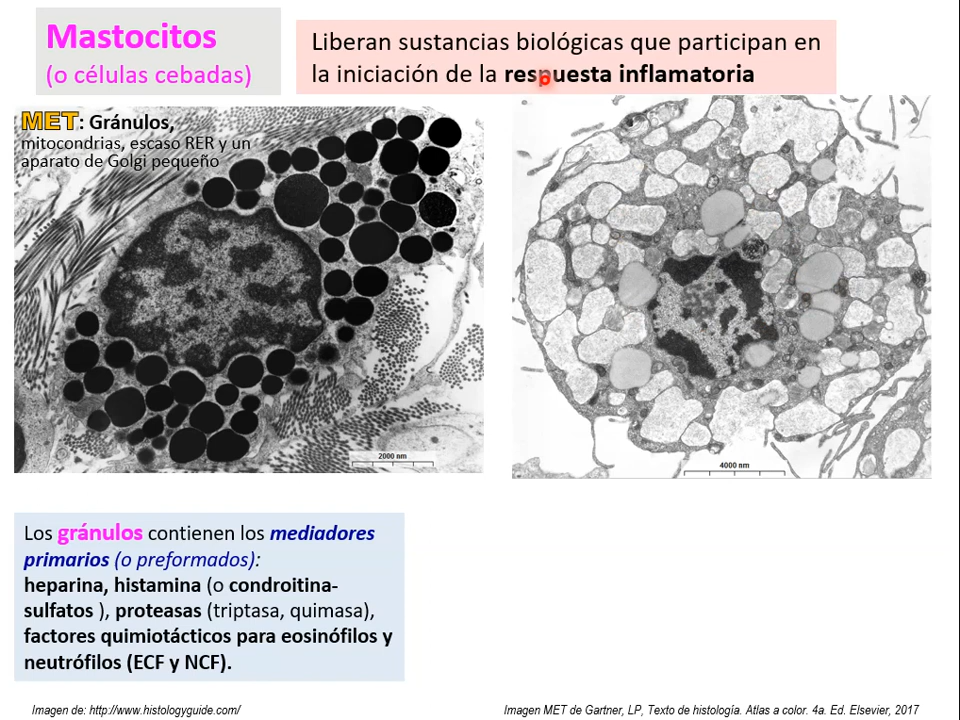 Mastocitos
(o células cebadas)
Liberan sustancias biológicas que participan en
la iniciación de la respuesta inflamatoria
MET: Gránulos,
mitocondrias, escaso RER y un
aparato de Golgi pequeño
2000 nm
4000 nm
Los gránulos contienen los mediadores
primarios (o preformados):
heparina, histamina (o condroitina-
sulfatos ), proteasas (triptasa, quimasa),
factores quimiotácticos para eosinófilos y
neutrófilos (ECF y NCF).
Imagen de: http://www.histologyguide.com/
Imagen MET de Gartner, LP, Texto de histología. Atlas a color. 4a. Ed. Elsevier, 2017